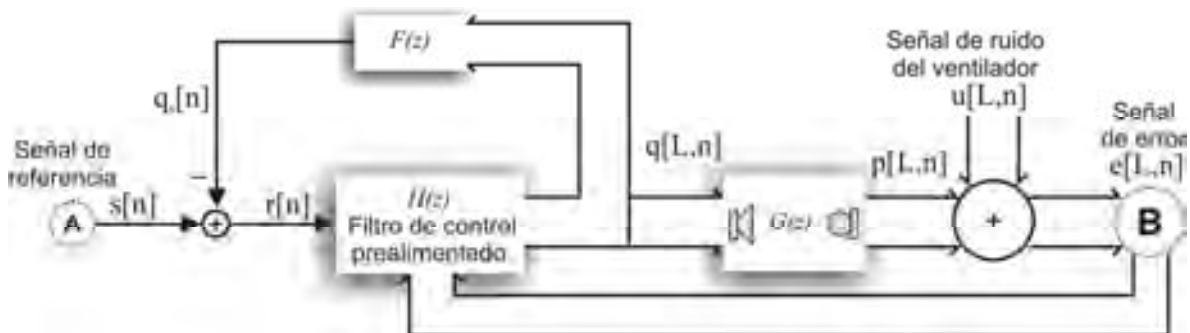 F(z)
Señal de ruido
del ventilador
u[L,n]
q,[n]
Señal de
referencia
A
s[n]
–
+
r[n]
H(z)
Filtro de control
prealimentado
q[L,n]
G(z)
p[L,n]
+
Señal
de error
e[L,n]
B